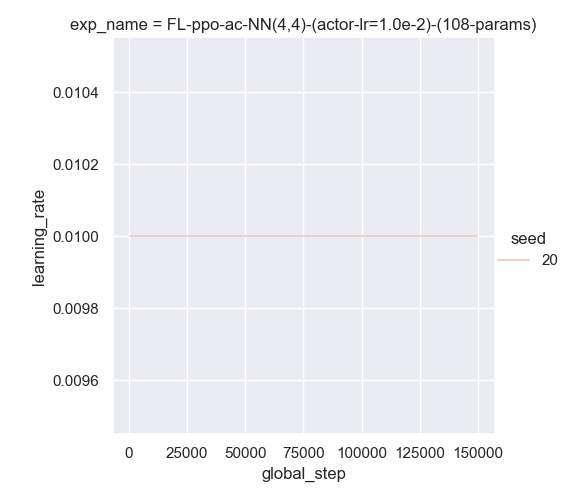 exp_name = FL-ppo-ac-NN(4,4)-(actor-lr=1.0e-2)-(108-params)
0.0104
0.0102
0.0100
0.0098
0.0096
learning_rate
seed
20
0 25000 50000 75000 100000 125000 150000
global_step